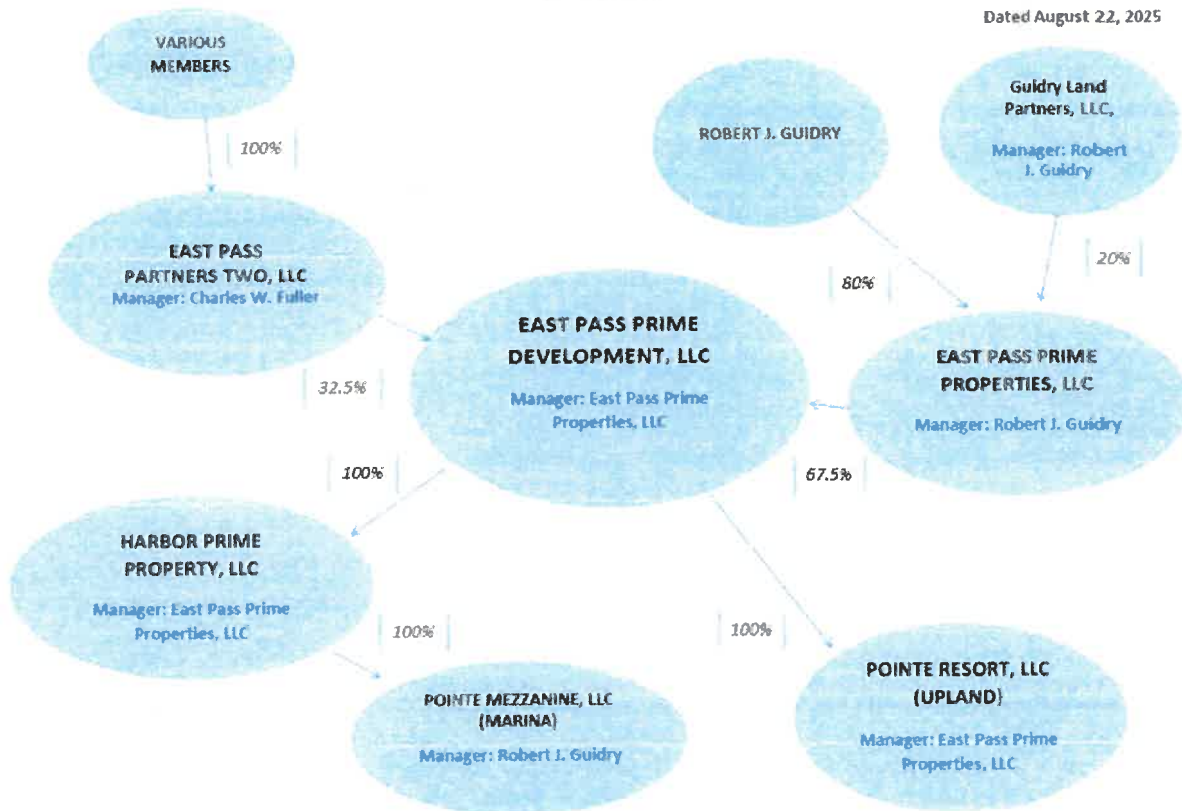 Dated August 22, 2025
VARIOUS
MEMBERS
100%
ROBERT J. GUIDRY
Guidry Land
Partners, LLC,
Manager: Robert
J. Guidry
80%
20%
EAST PASS
PARTNERS TWO, LLC
Manager: Charles W. Fuller
32.5%
EAST PASS PRIME
DEVELOPMENT, LLC
Manager: East Pass Prime
Properties, LLC
EAST PASS PRIME
PROPERTIES, LLC
Manager: Robert J. Guidry
67.5%
100%
HARBOR PRIME
PROPERTY, LLC
Manager: East Pass Prime
Properties, LLC
100%
100%
POINTE MEZZANINE, LLC
(MARINA)
Manager: Robert J. Guidry
POINTE RESORT, LLC
(UPLAND)
Manager: East Pass Prime
Properties, LLC